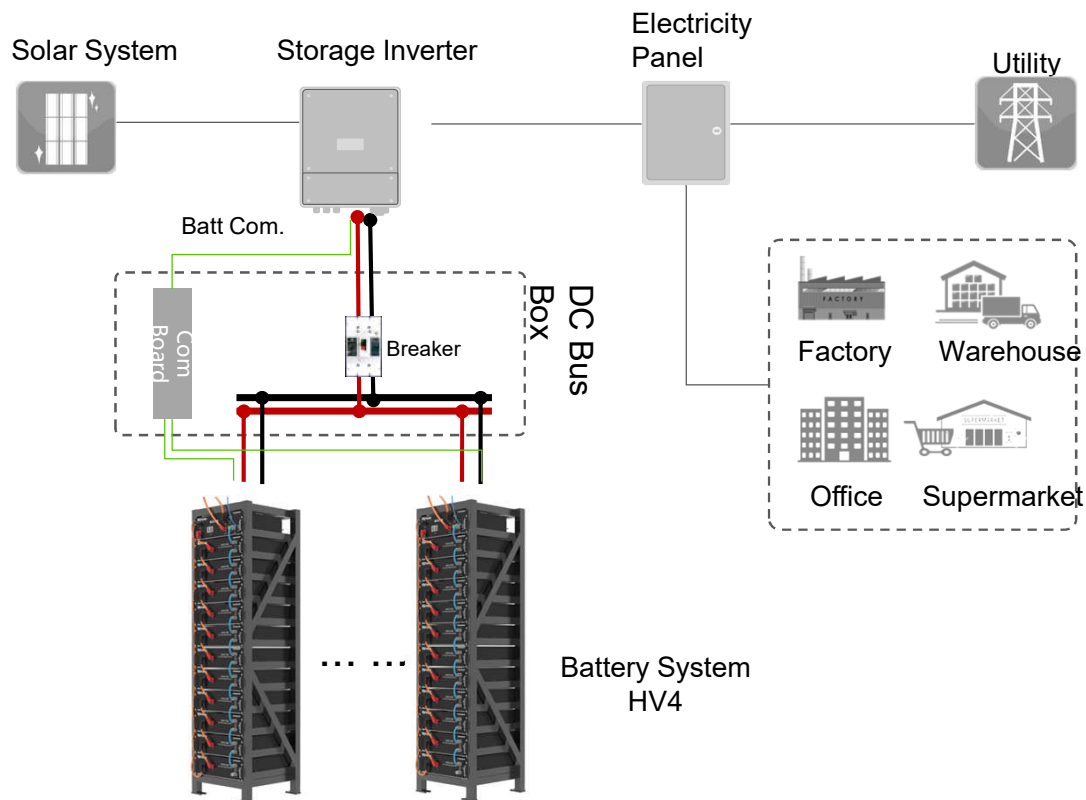 Solar System
Storage Inverter
Electricity
Panel
Utility
Batt Com.
DC Bus
Box
Com
Board
Breaker
FACTORY
Factory
Warehouse
SUPERMARKET
Office
Supermarket
... ...
Battery System
HV4